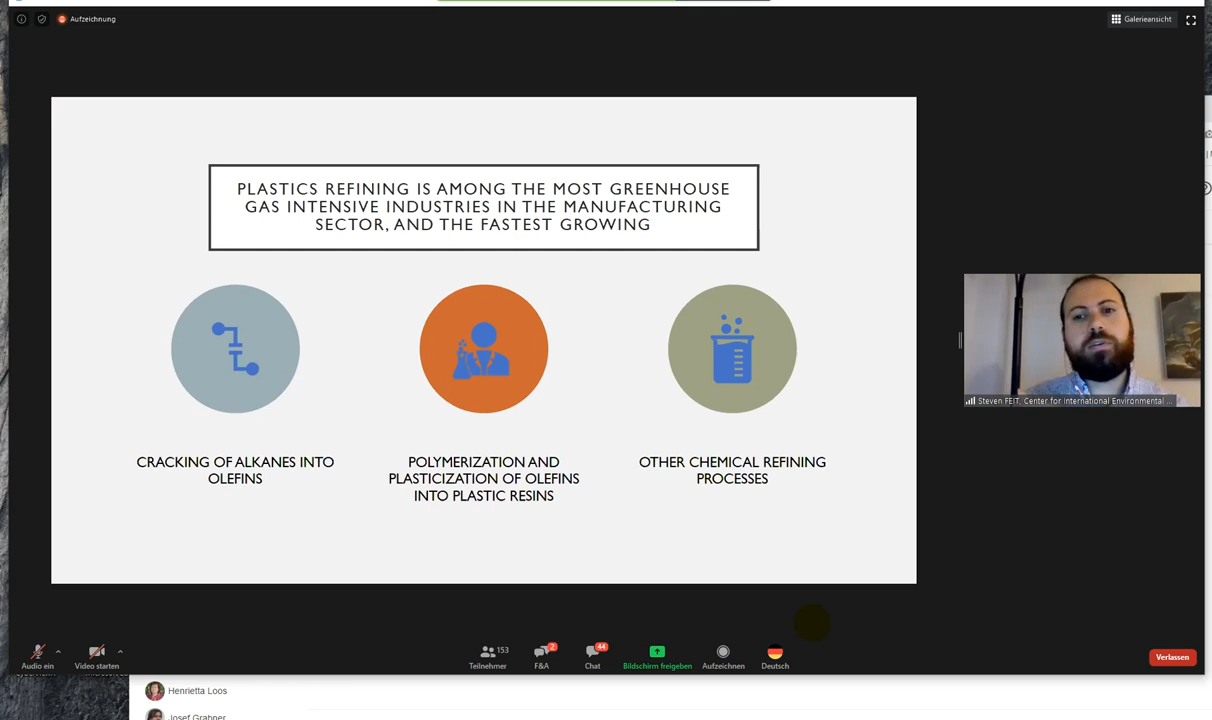 Aufzeichnung
Galerieansicht
PLASTICS REFINING IS AMONG THE MOST GREENHOUSE
GAS INTENSIVE INDUSTRIES IN THE MANUFACTURING
SECTOR, AND THE FASTEST GROWING
CRACKING OF ALKANES INTO
OLEFINS
POLYMERIZATION AND
PLASTICIZATION OF OLEFINS
INTO PLASTIC RESINS
OTHER CHEMICAL REFINING
PROCESSES
Steven FEIT, Center for International Environmental ...
Audio ein
Video starten
153
Teilnehmer
2
F&A
44
Chat
Bildschirm freigeben
Aufzeichnen
Deutsch
Verlassen
Henrietta Loos
Josef Grabner